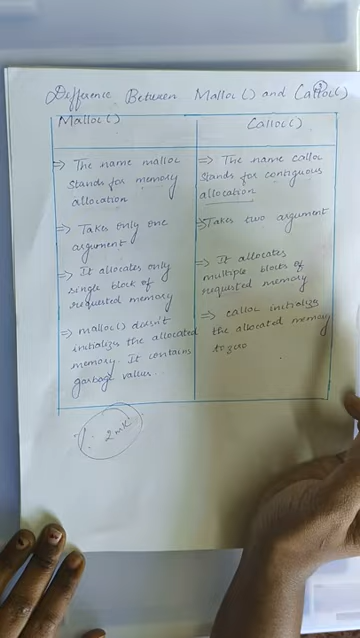 Difference Between Malloc() and Calloc()
Malloc()
⇒ The name malloc
stands for memory
allocation
⇒ Takes only one
argument
⇒ It allocates only
single block of
requested memory
⇒ malloc() doesn't
initializes the allocated
memory. It contains
garbage values..
Calloc()
⇒ The name calloc
stands for contiguous
allocation
⇒ Takes two argument
⇒ It allocates
multiple blocks of
requested memory
⇒ calloc initializes
the allocated memory
to zero